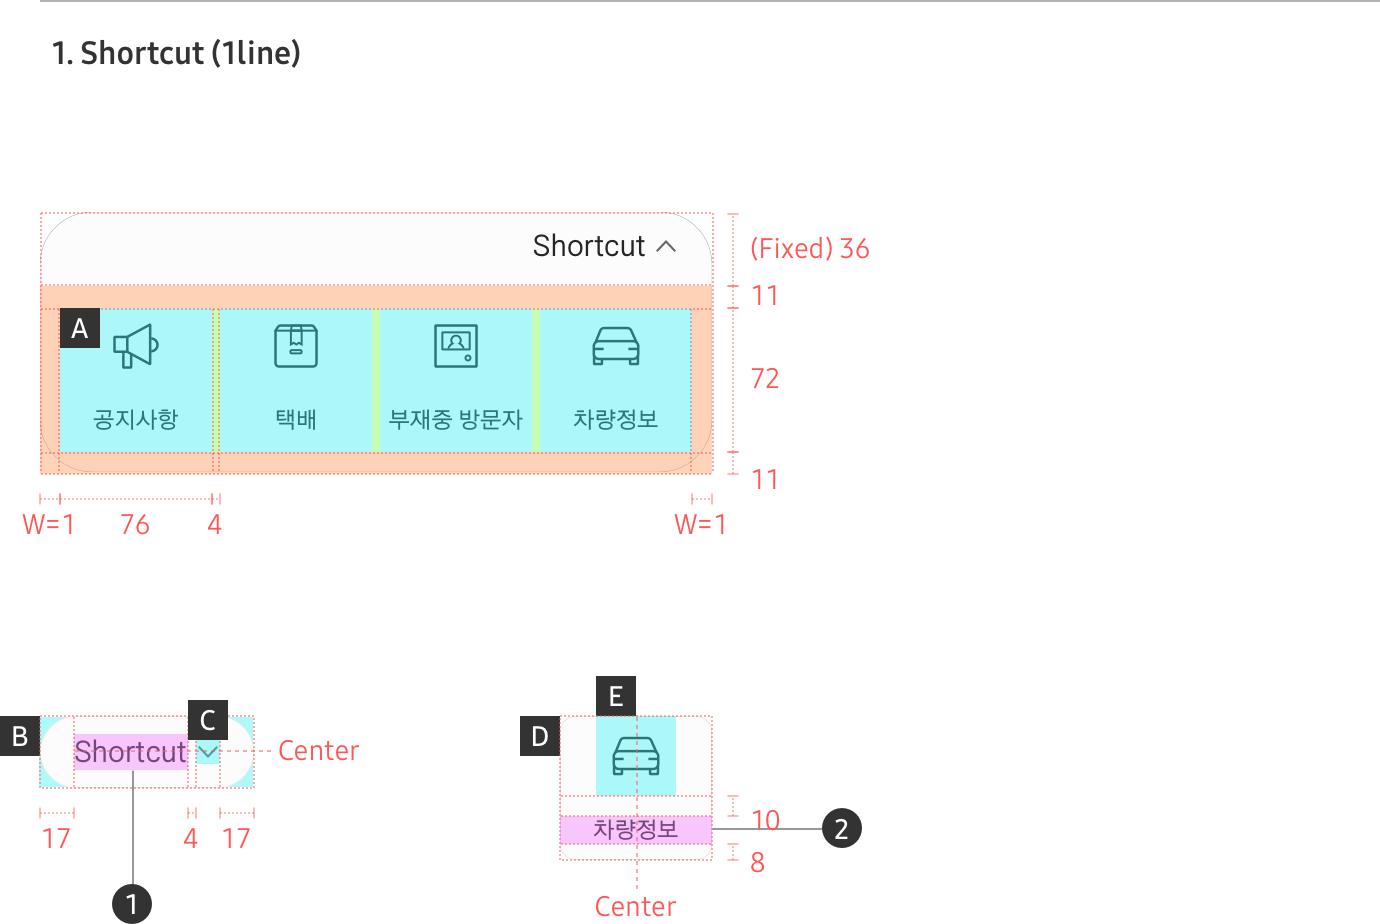 1. Shortcut (1line)
Shortcut
(Fixed) 36
11
A
72
공지사항 택배 부재중 방문자 차량정보
11
W=1 76 4 W=1
E
B C D
Shortcut Center
17 4 17
차량정보
10
2
8
1
Center